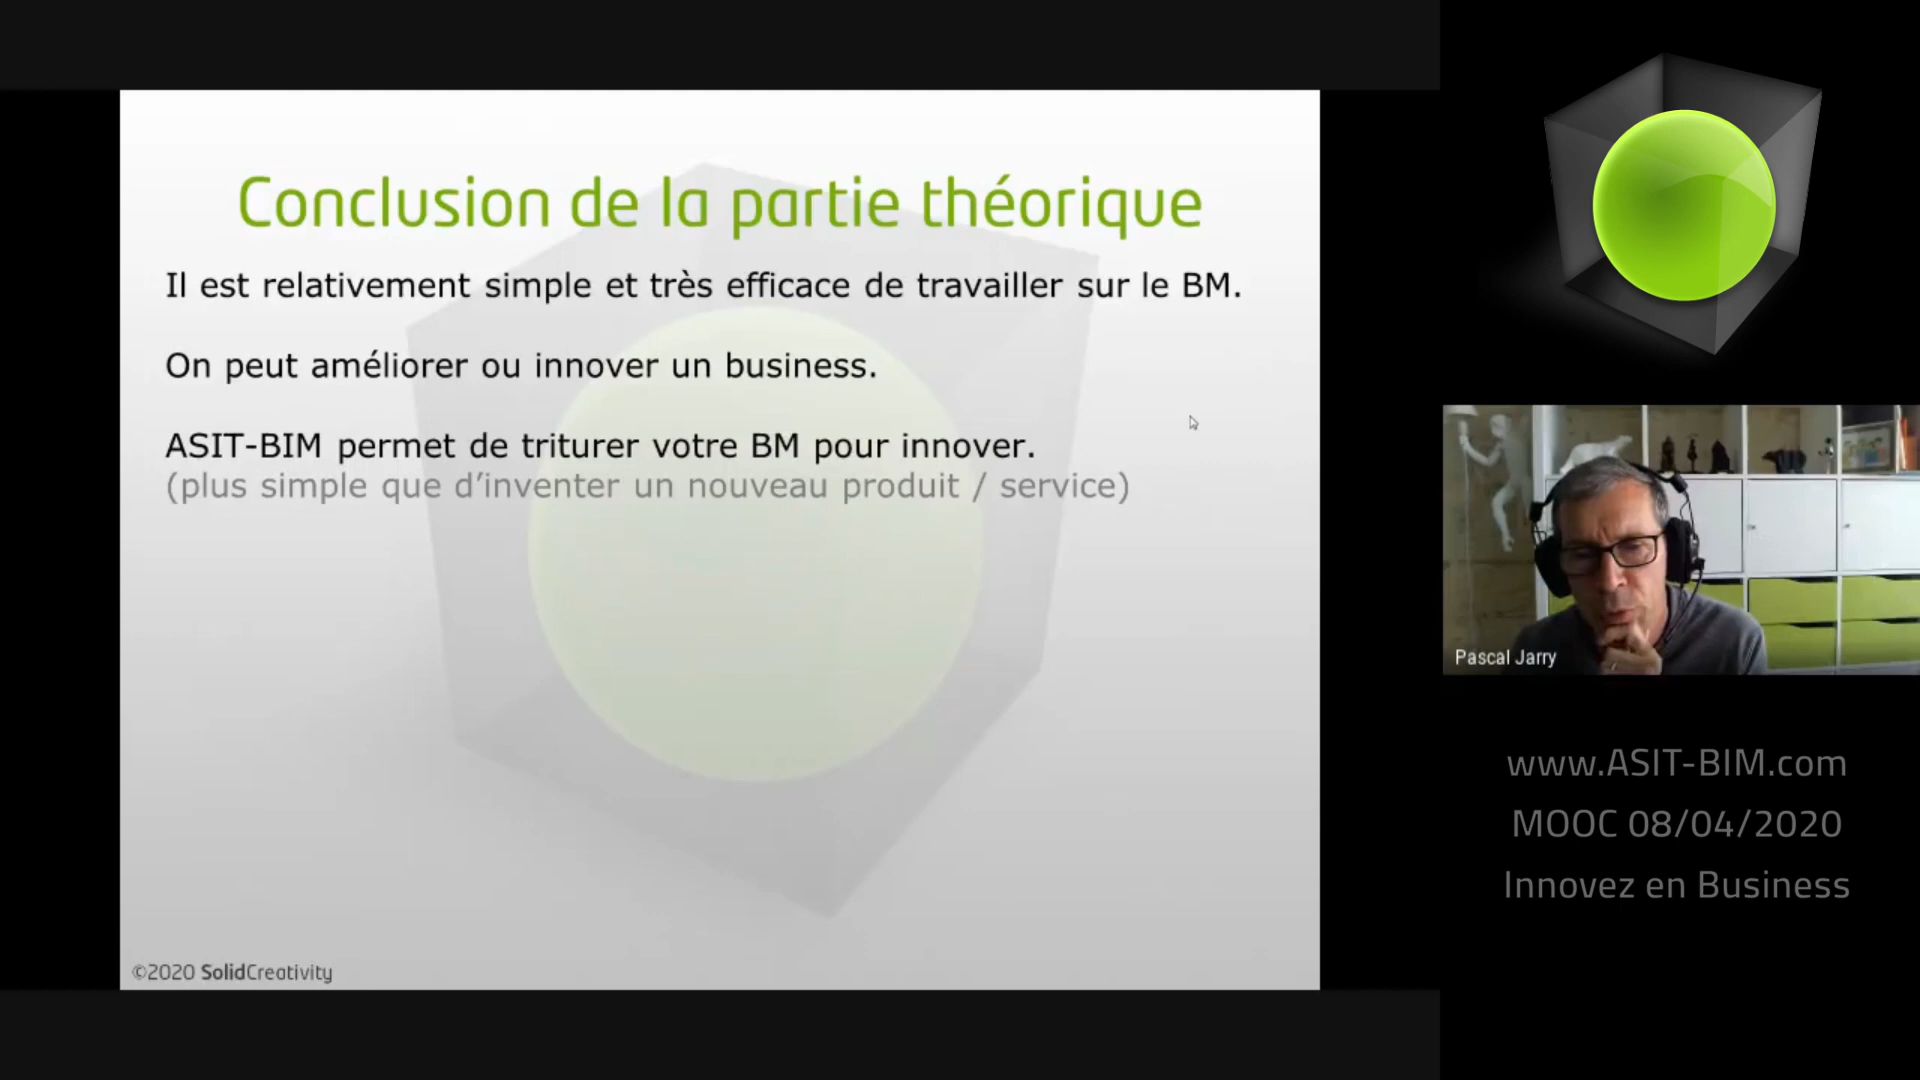 Conclusion de la partie théorique
Il est relativement simple et très efficace de travailler sur le BM.
On peut améliorer ou innover un business.
ASIT-BIM permet de triturer votre BM pour innover.
(plus simple que d’inventer un nouveau produit / service)
©2020 SolidCreativity
Pascal Jarry
www.ASIT-BIM.com
MOOC 08/04/2020
Innovez en Business